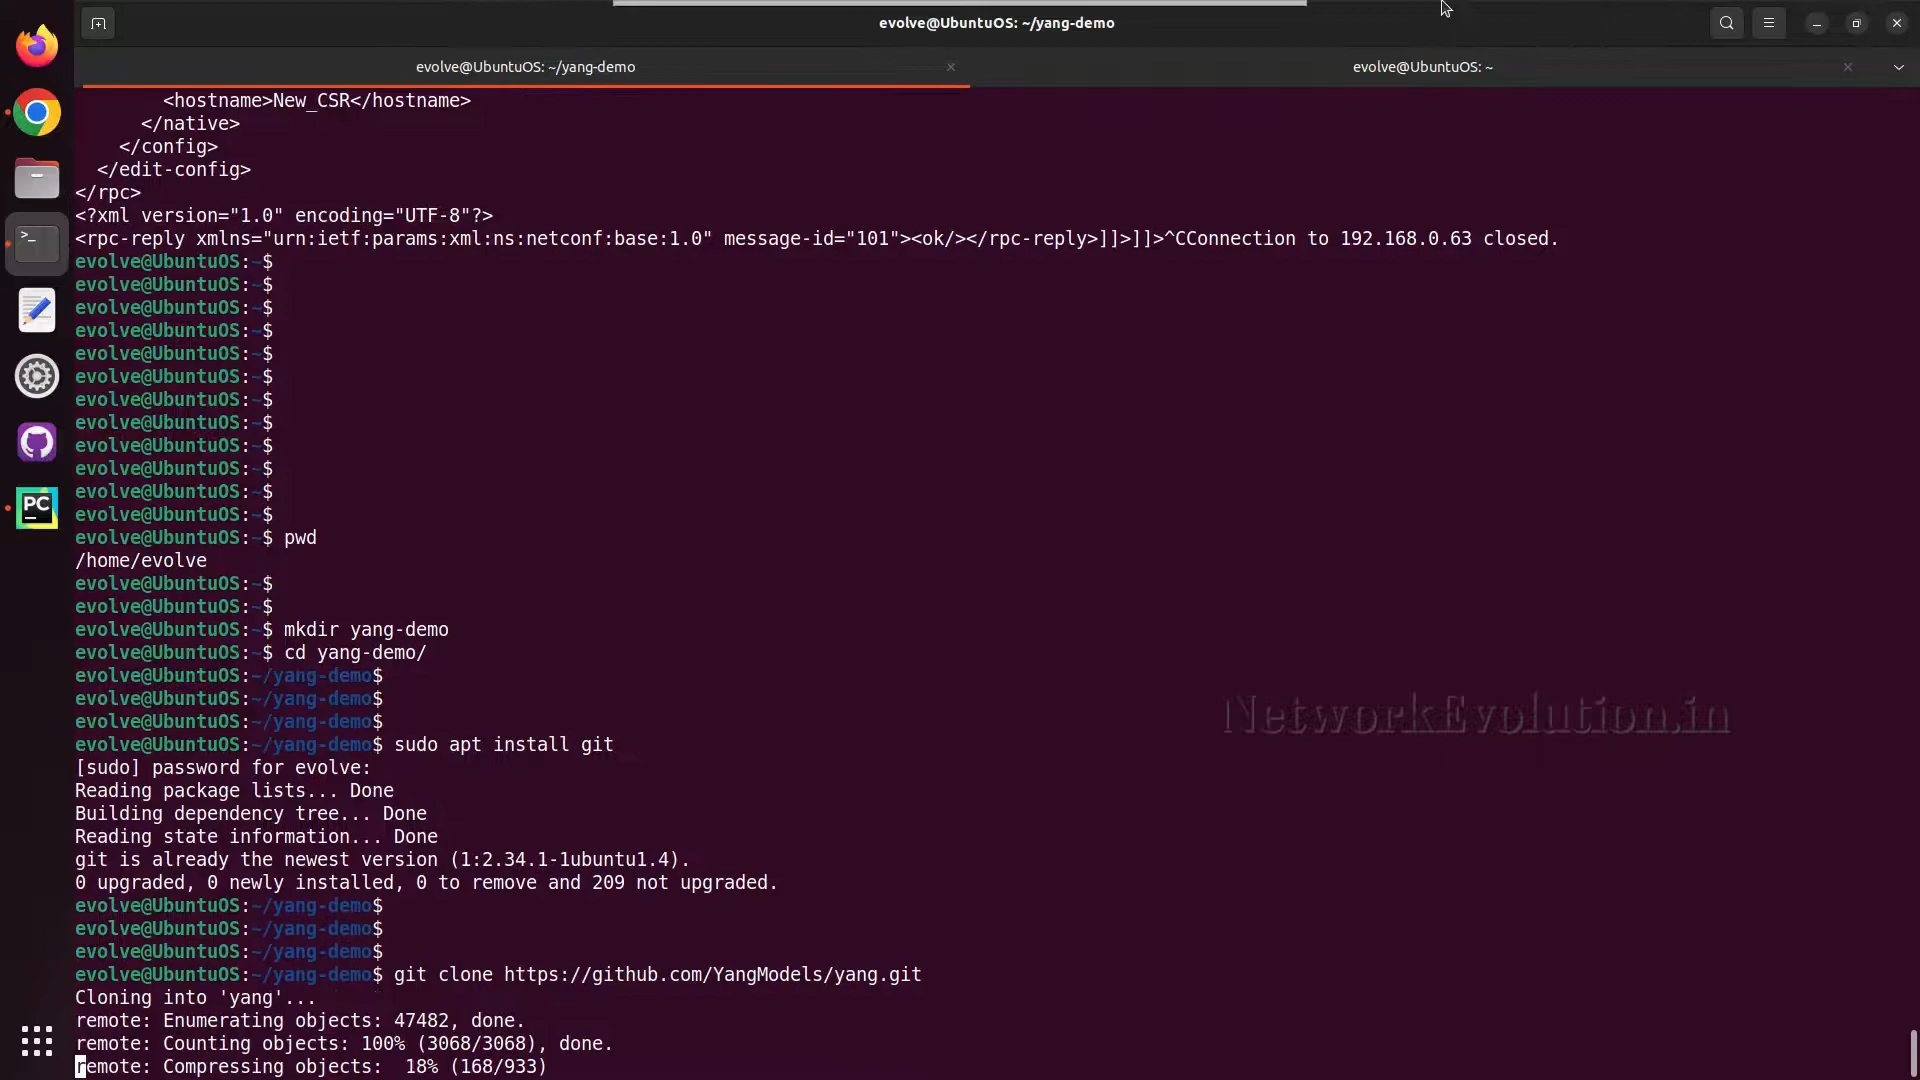 evolve@UbuntuOS: ~/yang-demo
evolve@UbuntuOS: ~/yang-demo
evolve@UbuntuOS: ~
<hostname>New_CSR</hostname>
</native>
</config>
</edit-config>
</rpc>
<?xml version="1.0" encoding="UTF-8"?>
<rpc-reply xmlns="urn:ietf:params:xml:ns:netconf:base:1.0" message-id="101"><ok/></rpc-reply>]]>]]>^CConnection to 192.168.0.63 closed.
evolve@UbuntuOS:~$
evolve@UbuntuOS:~$
evolve@UbuntuOS:~$
evolve@UbuntuOS:~$
evolve@UbuntuOS:~$
evolve@UbuntuOS:~$
evolve@UbuntuOS:~$
evolve@UbuntuOS:~$
evolve@UbuntuOS:~$
evolve@UbuntuOS:~$
evolve@UbuntuOS:~$
evolve@UbuntuOS:~$
evolve@UbuntuOS:~$ pwd
/home/evolve
evolve@UbuntuOS:~$
evolve@UbuntuOS:~$
evolve@UbuntuOS:~$ mkdir yang-demo
evolve@UbuntuOS:~$ cd yang-demo/
evolve@UbuntuOS:~/yang-demo$
evolve@UbuntuOS:~/yang-demo$
evolve@UbuntuOS:~/yang-demo$
evolve@UbuntuOS:~/yang-demo$ sudo apt install git
[sudo] password for evolve:
Reading package lists... Done
Building dependency tree... Done
Reading state information... Done
git is already the newest version (1:2.34.1-1ubuntu1.4).
0 upgraded, 0 newly installed, 0 to remove and 209 not upgraded.
evolve@UbuntuOS:~/yang-demo$
evolve@UbuntuOS:~/yang-demo$
evolve@UbuntuOS:~/yang-demo$
evolve@UbuntuOS:~/yang-demo$ git clone https://github.com/YangModels/yang.git
Cloning into 'yang'...
remote: Enumerating objects: 47482, done.
remote: Counting objects: 100% (3068/3068), done.
remote: Compressing objects:  18% (168/933)
NetworkEvolution.in
PC